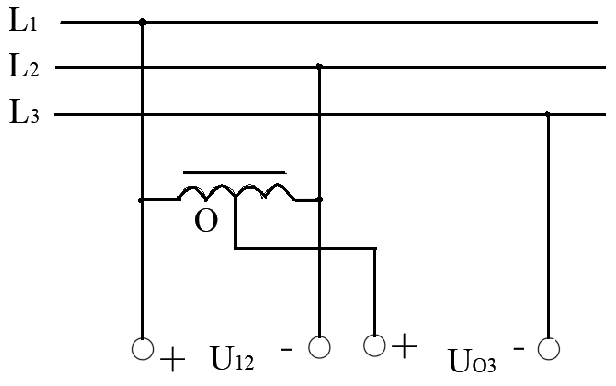 L1
L2
L3
O
+ U12 - + UO3 -